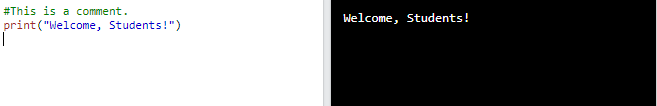 #This is a comment.
print("Welcome, Students!")
Welcome, Students!